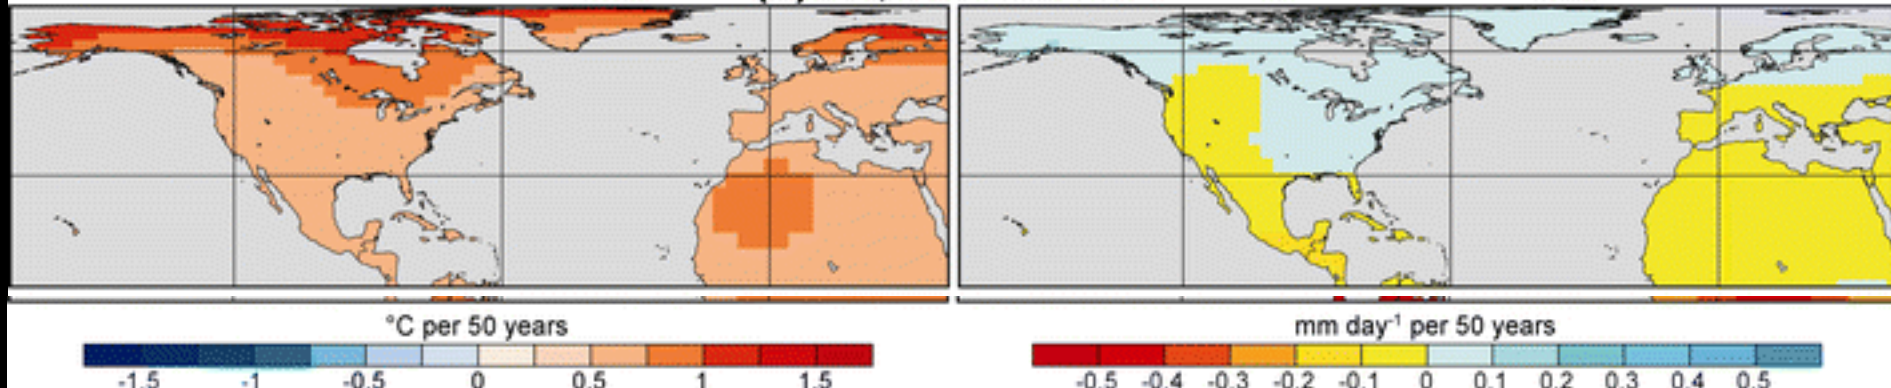 °C per 50 years
mm day-1 per 50 years
-1.5 -1 -0.5 0 0.5 1 1.5
-0.5 -0.4 -0.3 -0.2 -0.1 0 0.1 0.2 0.3 0.4 0.5